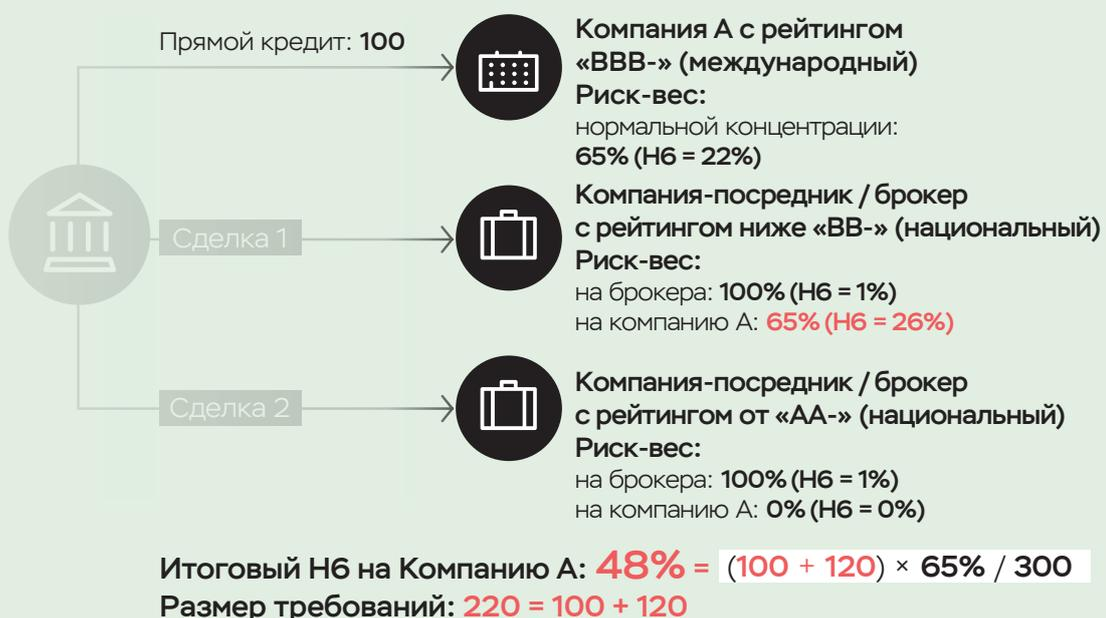 Прямой кредит: 100
Компания А с рейтингом
«BBB-» (международный)
Риск-вес:
нормальной концентрации:
65% (Н6 = 22%)
Сделка 1
Компания-посредник / брокер
с рейтингом ниже «BB-» (национальный)
Риск-вес:
на брокера: 100% (Н6 = 1%)
на компанию А: 65% (Н6 = 26%)
Сделка 2
Компания-посредник / брокер
с рейтингом от «АА-» (национальный)
Риск-вес:
на брокера: 100% (Н6 = 1%)
на компанию А: 0% (Н6 = 0%)
Итоговый Н6 на Компанию А: 48% = (100 + 120) × 65% / 300
Размер требований: 220 = 100 + 120